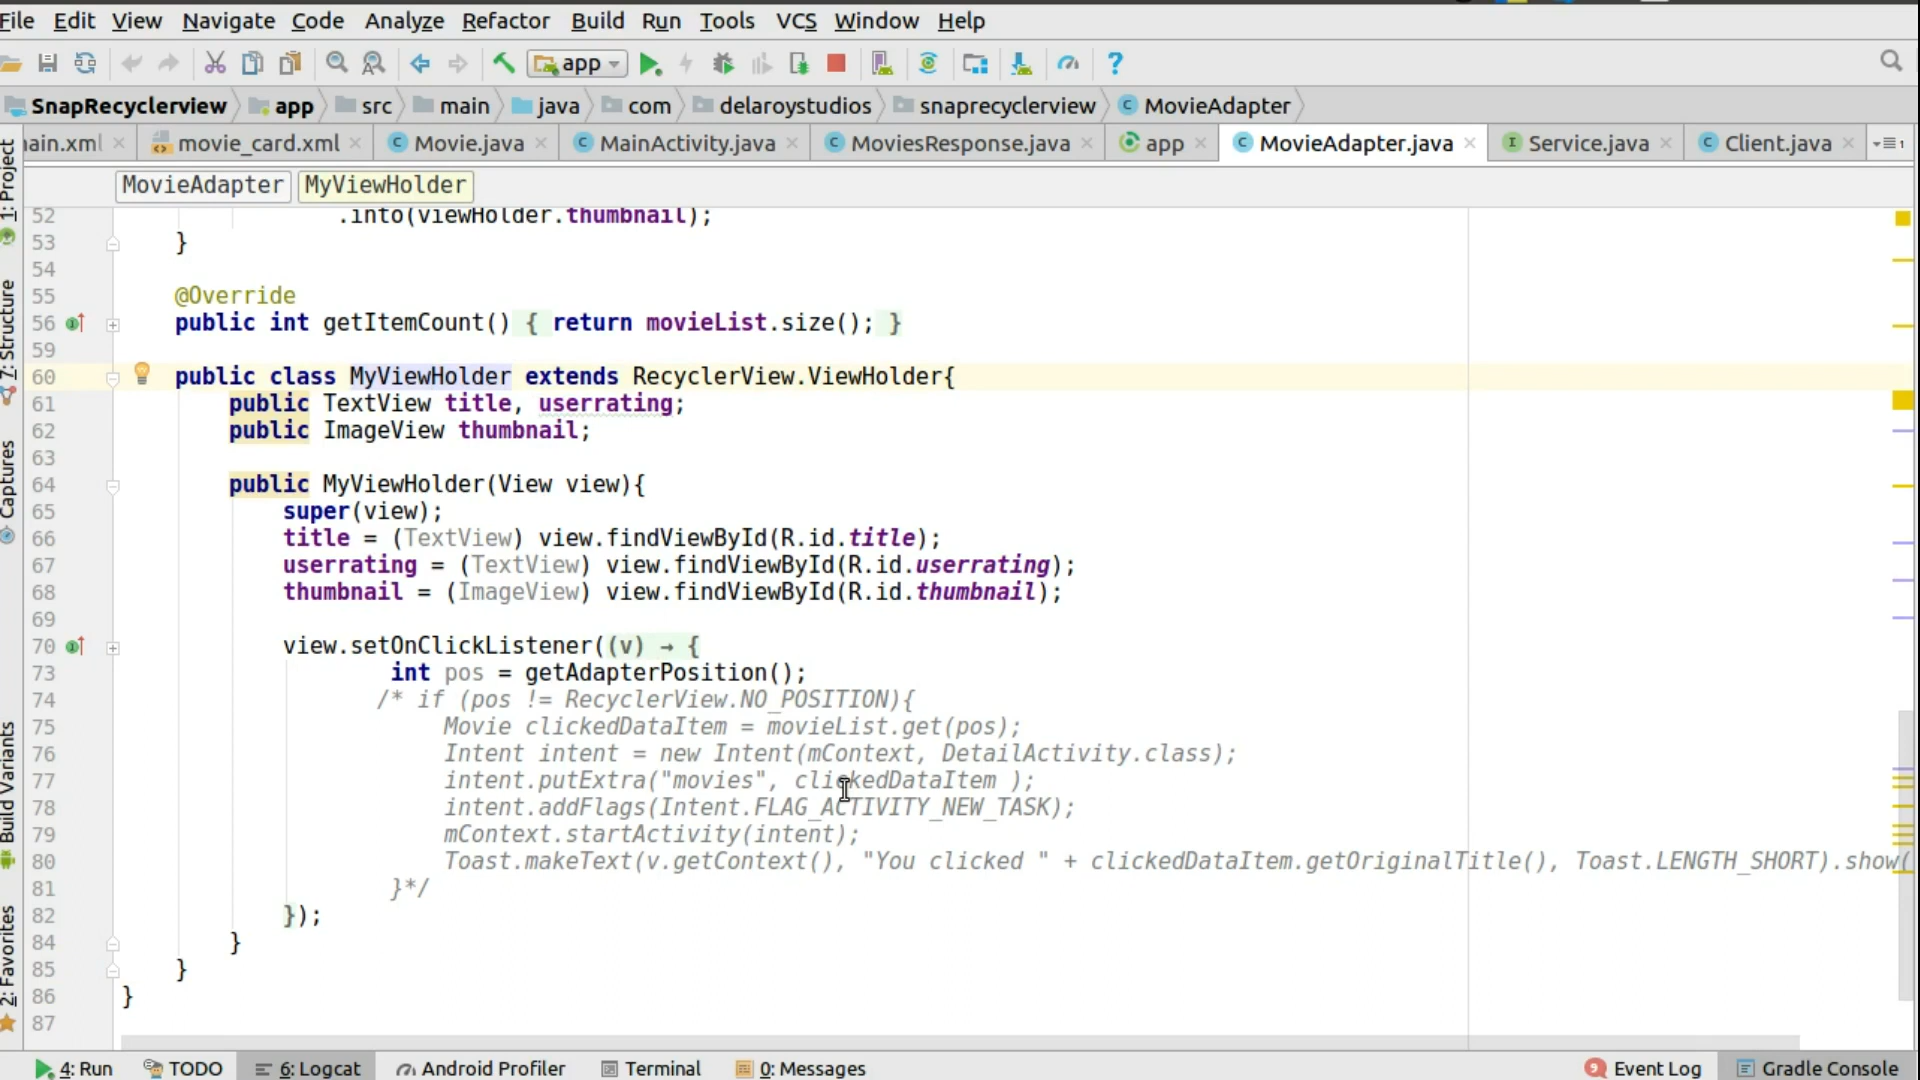 File Edit View Navigate Code Analyze Refactor Build Run Tools VCS Window Help
app
SnapRecyclerview app src main java com delaroystudios snaprecyclerview MovieAdapter
ain.xml movie_card.xml Movie.java MainActivity.java MoviesResponse.java app MovieAdapter.java Service.java Client.java
MovieAdapter MyViewHolder
1: Project
7: Structure
Captures
Build Variants
2: Favorites
52 .into(viewHolder.thumbnail);
53 }
54
55 @Override
56 public int getItemCount() { return movieList.size(); }
59
60 public class MyViewHolder extends RecyclerView.ViewHolder{
61 public TextView title, userrating;
62 public ImageView thumbnail;
63
64 public MyViewHolder(View view){
65 super(view);
66 title = (TextView) view.findViewById(R.id.title);
67 userrating = (TextView) view.findViewById(R.id.userrating);
68 thumbnail = (ImageView) view.findViewById(R.id.thumbnail);
69
70 view.setOnClickListener((v) → {
73 int pos = getAdapterPosition();
74 /* if (pos != RecyclerView.NO_POSITION){
75 Movie clickedDataItem = movieList.get(pos);
76 Intent intent = new Intent(mContext, DetailActivity.class);
77 intent.putExtra("movies", clickedDataItem );
78 intent.addFlags(Intent.FLAG_ACTIVITY_NEW_TASK);
79 mContext.startActivity(intent);
80 Toast.makeText(v.getContext(), "You clicked " + clickedDataItem.getOriginalTitle(), Toast.LENGTH_SHORT).show(
81 }*/
82 });
84 }
85 }
86 }
87
4: Run TODO 6: Logcat Android Profiler Terminal 0: Messages 9 Event Log Gradle Console